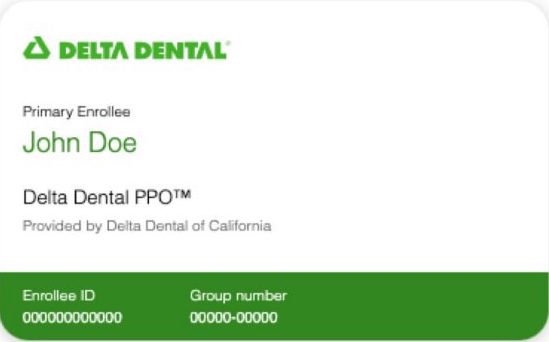 DELTA DENTAL
Primary Enrollee
John Doe
Delta Dental PPO™
Provided by Delta Dental of California
Enrollee ID Group number
000000000000 00000-00000